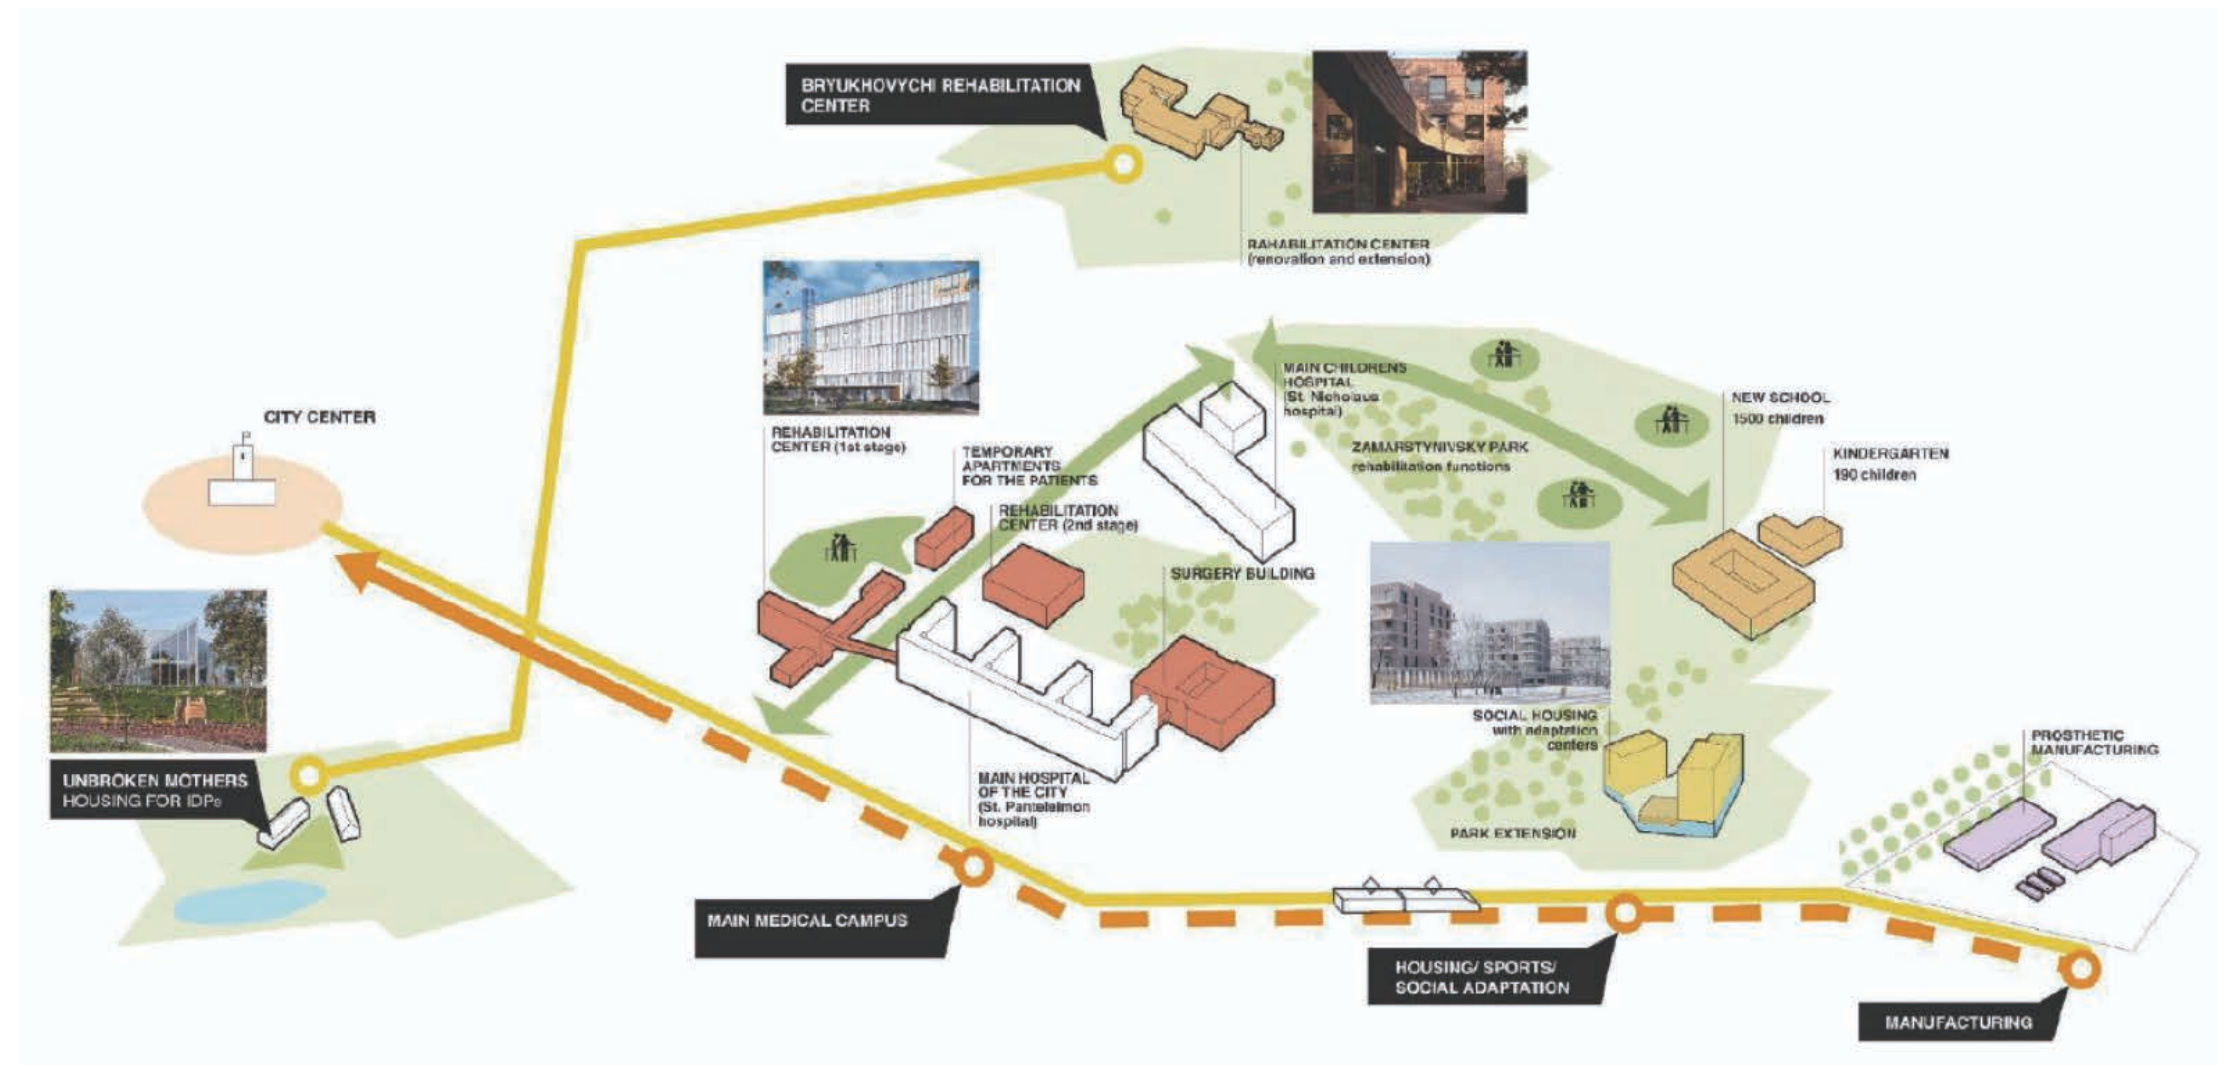 BRYUKHOVYCHI REHABILITATION
CENTER
RAHABILITATION CENTER
(renovation and extension)
CITY CENTER
REHABILITATION
CENTER (1st stage)
TEMPORARY
APARTMENTS
FOR THE PATIENTS
REHABILITATION
CENTER (2nd stage)
MAIN CHILDRENS
HOSPITAL
(St. Nicholaus
hospital)
ZAMARSTYNIVSKY PARK
rehabilitation functions
NEW SCHOOL
1500 children
KINDERGARTEN
190 children
SURGERY BUILDING
SOCIAL HOUSING
with adaptation
centers
PROSTHETIC
MANUFACTURING
UNBROKEN MOTHERS
HOUSING FOR IDPs
MAIN HOSPITAL
OF THE CITY
(St. Panteleimon
hospital)
PARK EXTENSION
MAIN MEDICAL CAMPUS
HOUSING/ SPORTS/
SOCIAL ADAPTATION
MANUFACTURING